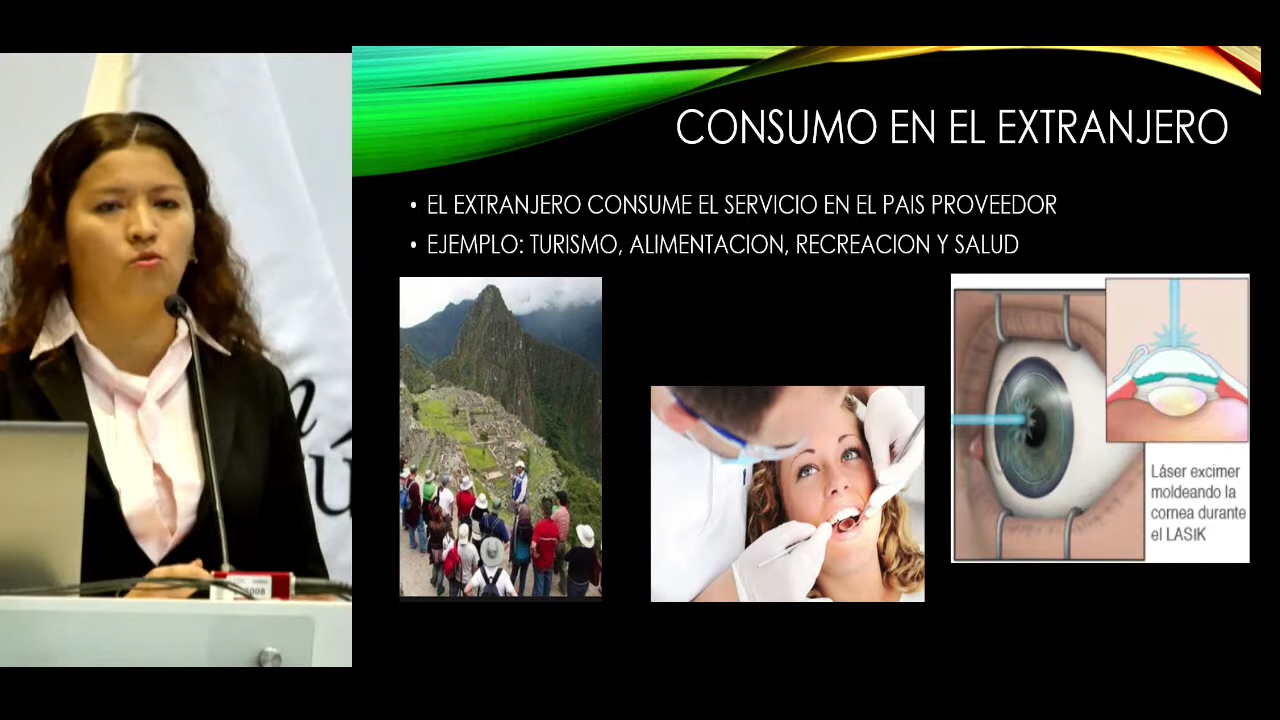 CONSUMO EN EL EXTRANJERO
• EL EXTRANJERO CONSUME EL SERVICIO EN EL PAIS PROVEEDOR
• EJEMPLO: TURISMO, ALIMENTACION, RECREACION Y SALUD
Láser excimer
moldeando la
cornea durante
el LASIK